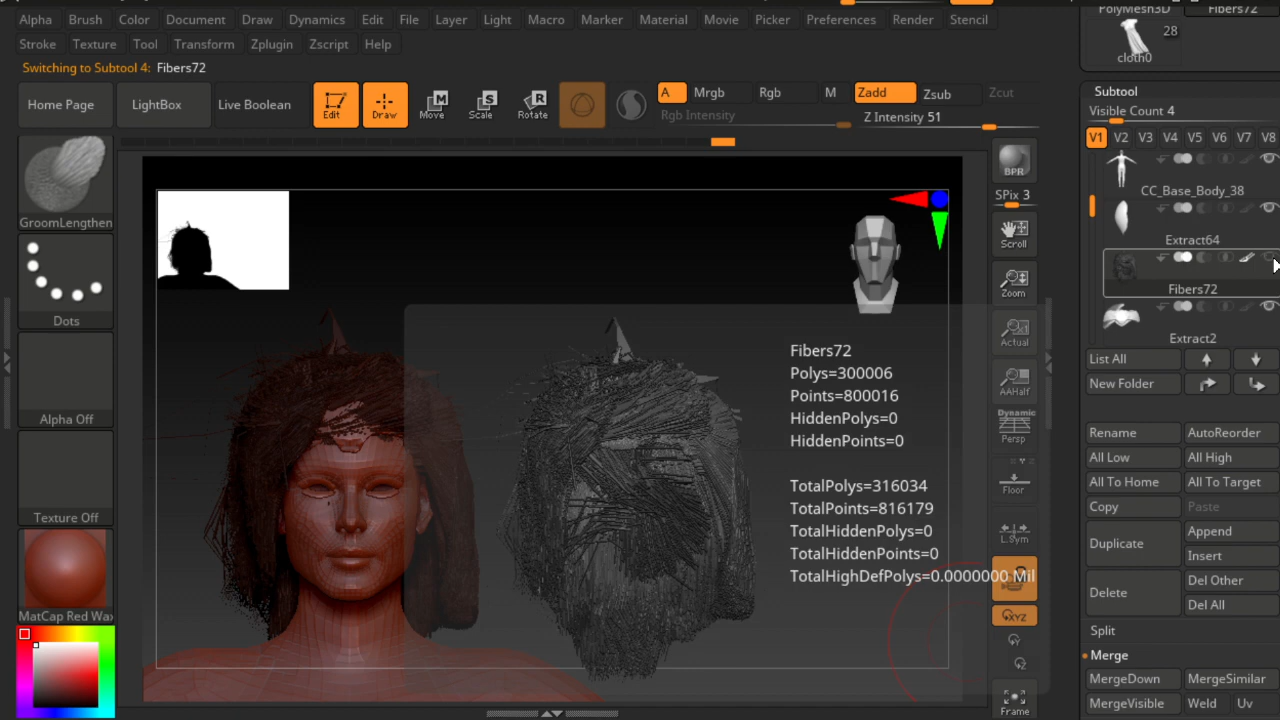 Alpha Brush Color Document Draw Dynamics Edit File Layer Light Macro Marker Material Movie Picker Preferences Render Stencil
Stroke Texture Tool Transform Zplugin Zscript Help
Switching to Subtool 4: Fibers72
Home Page LightBox Live Boolean Edit Draw Move Scale Rotate
A Mrgb Rgb M Zadd Zsub Zcut
Rgb Intensity Z Intensity 51
GroomLengthen
Dots
Alpha Off
Texture Off
MatCap Red Wax
BPR
SPix 3
Scroll
Zoom
Actual
AAHalf
Dynamic
Persp
Floor
L.Sym
XYZ
Y
Z
Frame
Fibers72
Polys=300006
Points=800016
HiddenPolys=0
HiddenPoints=0
TotalPolys=316034
TotalPoints=816179
TotalHiddenPolys=0
TotalHiddenPoints=0
TotalHighDefPolys=0.0000000 Mil
PolyMesh3D Fibers72
28
cloth0
Subtool
Visible Count 4
V1 V2 V3 V4 V5 V6 V7 V8
CC_Base_Body_38
Extract64
Fibers72
Extract2
List All
New Folder
Rename AutoReorder
All Low All High
All To Home All To Target
Copy Paste
Duplicate Append
Insert
Delete Del Other
Del All
Split
Merge
MergeDown MergeSimilar
MergeVisible Weld Uv